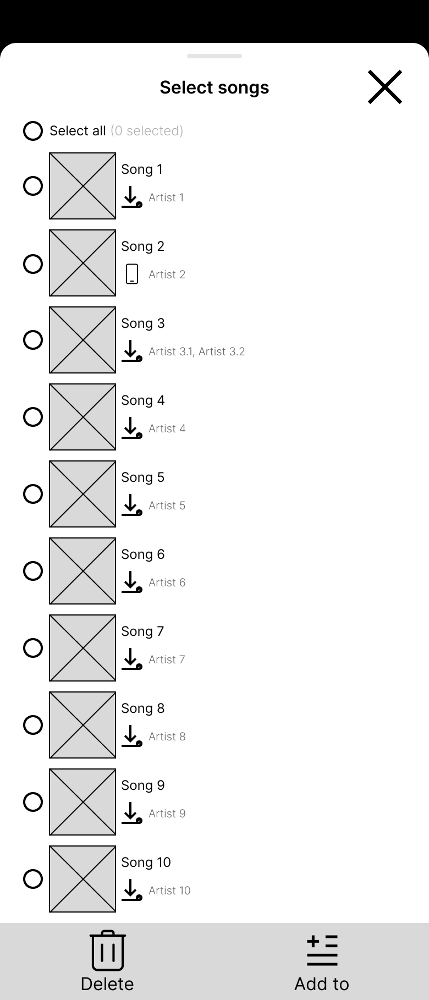 Select songs
Select all (0 selected)
Song 1
Artist 1
Song 2
Artist 2
Song 3
Artist 3.1, Artist 3.2
Song 4
Artist 4
Song 5
Artist 5
Song 6
Artist 6
Song 7
Artist 7
Song 8
Artist 8
Song 9
Artist 9
Song 10
Artist 10
Delete
Add to